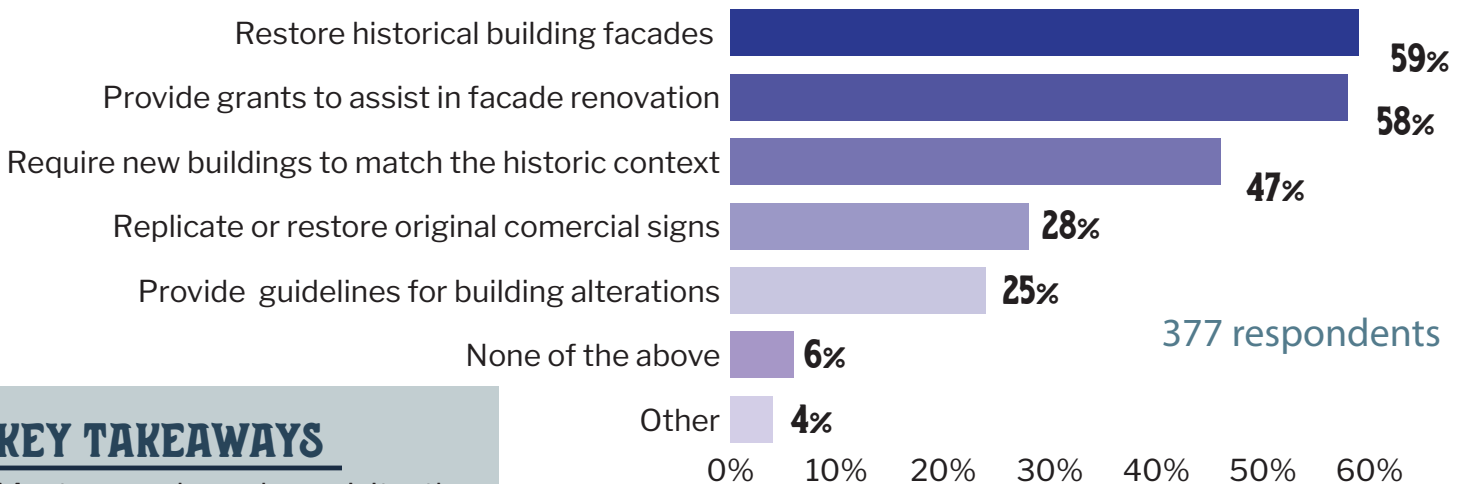 Restore historical building facades
59%
Provide grants to assist in facade renovation
58%
Require new buildings to match the historic context
47%
Replicate or restore original comercial signs
28%
Provide guidelines for building alterations
25%
377 respondents
None of the above
6%
Other
4%
0% 10% 20% 30% 40% 50% 60%
KEY TAKEAWAYS